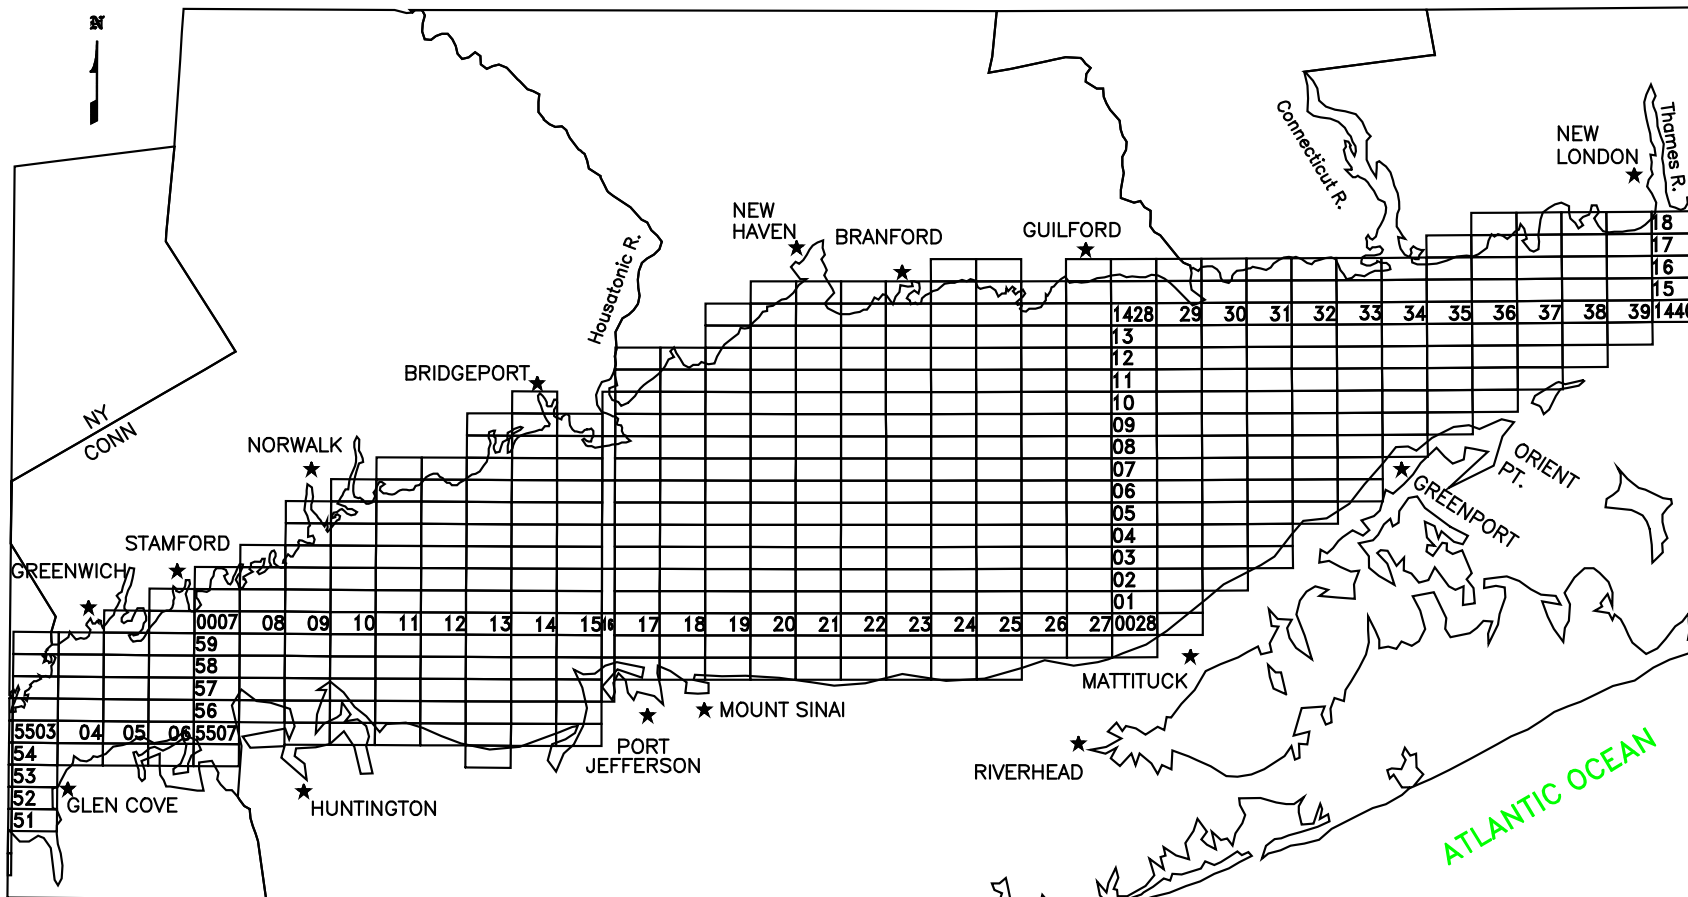 N
Connecticut R.
Thames R.
NEW
LONDON
NEW
HAVEN
BRANFORD
GUILFORD
Housatonic R.
18
17
16
15
1428 29 30 31 32 33 34 35 36 37 38 39 1440
13
12
11
10
09
08
07
06
05
04
03
02
01
BRIDGEPORT
NY
CONN
NORWALK
STAMFORD
GREENWICH
ORIENT
PT.
GREENPORT
0007 08 09 10 11 12 13 14 15 16 17 18 19 20 21 22 23 24 25 26 27 0028
59
58
57
56
5503 04 05 06 5507
54
53
52
51
MATTITUCK
MOUNT SINAI
PORT
JEFFERSON
RIVERHEAD
GLEN COVE
HUNTINGTON
ATLANTIC OCEAN